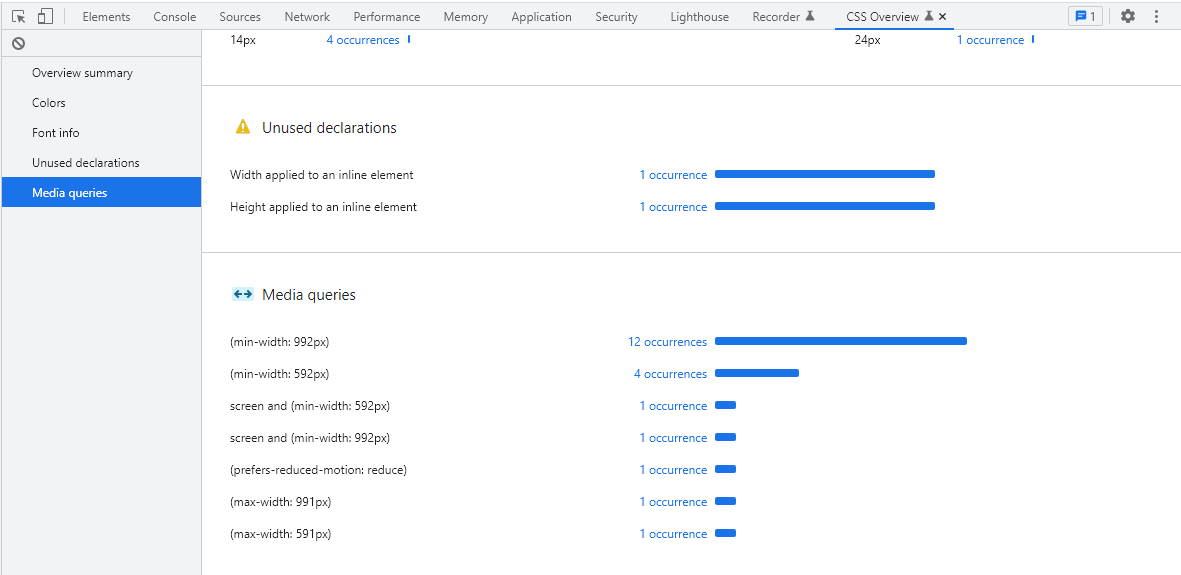 Elements Console Sources Network Performance Memory Application Security Lighthouse Recorder CSS Overview 1
14px 4 occurrences 24px 1 occurrence
Overview summary
Colors
Font info
Unused declarations
Media queries
Unused declarations
Width applied to an inline element 1 occurrence
Height applied to an inline element 1 occurrence
Media queries
(min-width: 992px) 12 occurrences
(min-width: 592px) 4 occurrences
screen and (min-width: 592px) 1 occurrence
screen and (min-width: 992px) 1 occurrence
(prefers-reduced-motion: reduce) 1 occurrence
(max-width: 991px) 1 occurrence
(max-width: 591px) 1 occurrence